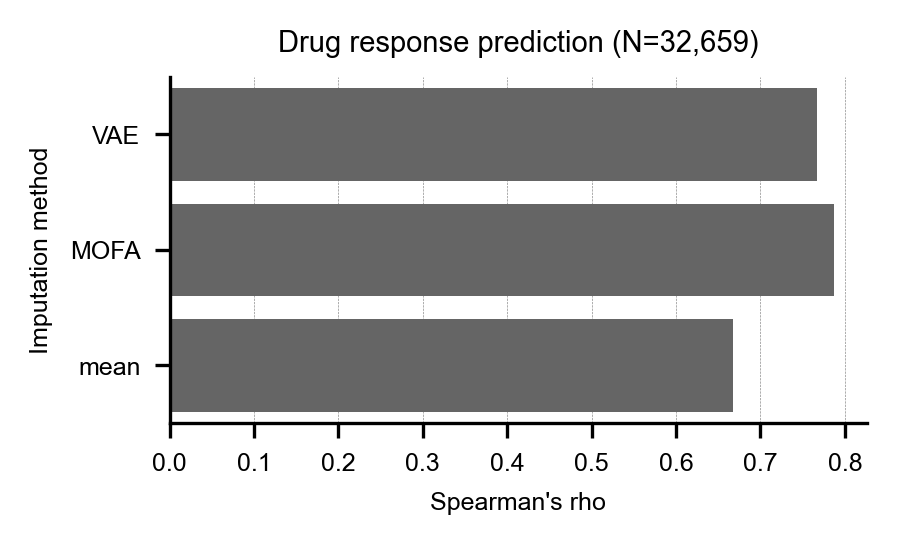 Drug response prediction (N=32,659)
Imputation method
VAE
MOFA
mean
0.0 0.1 0.2 0.3 0.4 0.5 0.6 0.7 0.8
Spearman's rho